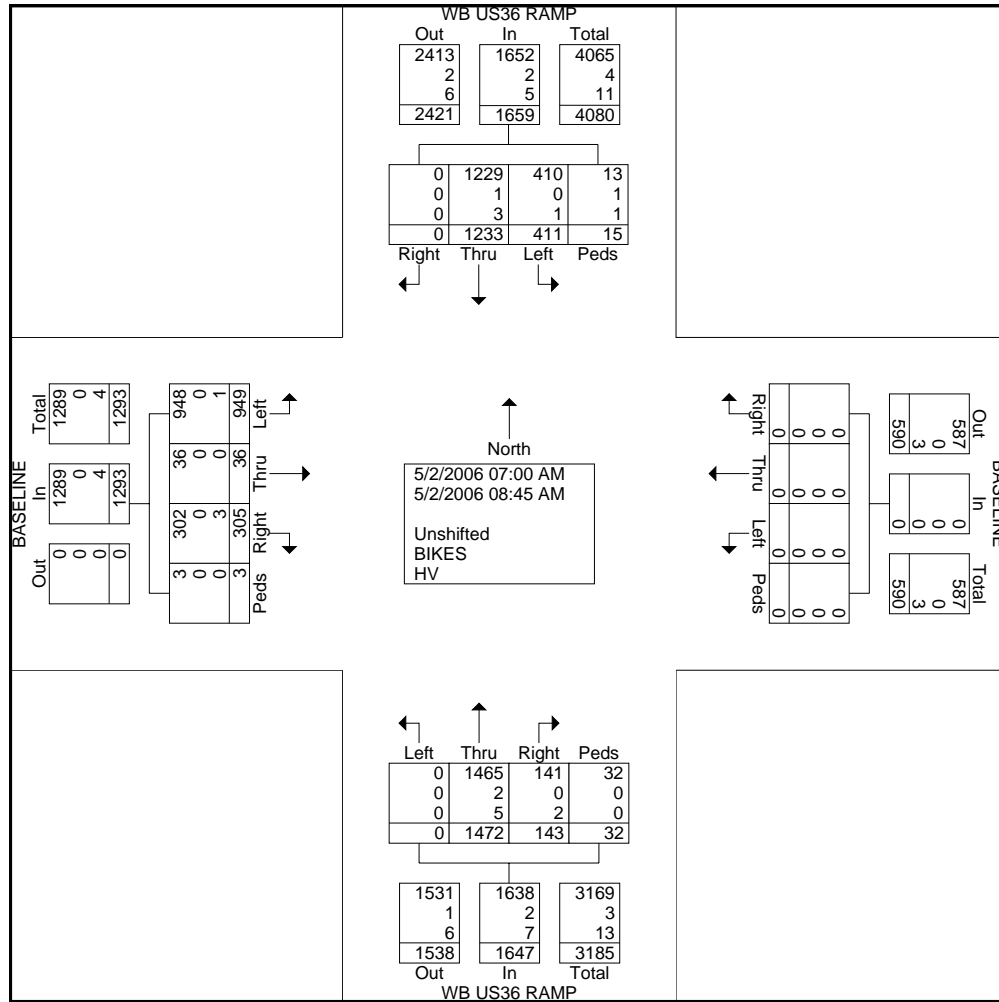 WB US36 RAMP
Out In Total
2413 1652 4065
2 2 4
6 5 11
2421 1659 4080
0 1229 410 13
0 1 0 1
0 3 1 1
0 1233 411 15
Right Thru Left Peds
BASELINE
Total In Out
1289 1289 0
0 0 0
4 4 0
1293 1293 0
948 36 302 3
0 0 0 0
1 0 3 0
949 36 305 3
Left Thru Right Peds
North
5/2/2006 07:00 AM
5/2/2006 08:45 AM
Unshifted
BIKES
HV
Right Thru Left Peds
0 0 0 0
0 0 0 0
0 0 0 0
0 0 0 0
Out In Total
587 0 587
0 0 0
3 0 3
590 0 590
BASELINE
Left Thru Right Peds
0 1465 141 32
0 2 0 0
0 5 2 0
0 1472 143 32
1531 1638 3169
1 2 3
6 7 13
1538 1647 3185
Out In Total
WB US36 RAMP